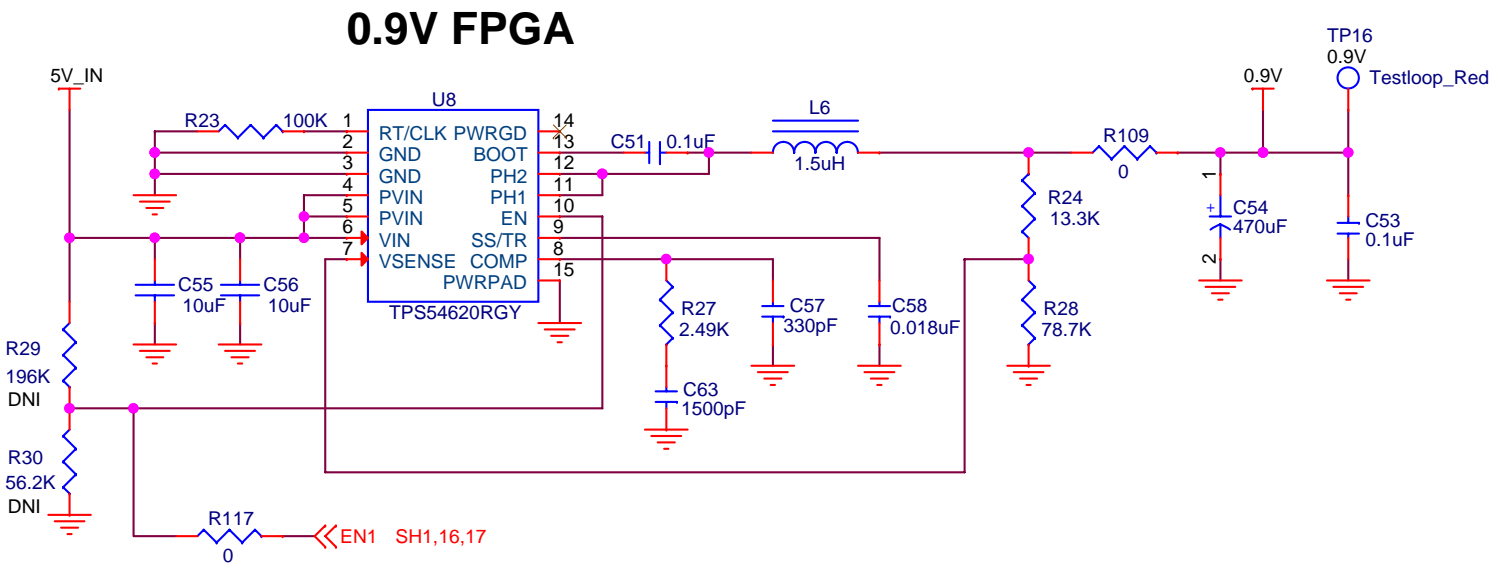 0.9V FPGA
5V_IN
TP16
0.9V
Testloop_Red
0.9V
U8
L6
1.5uH
R23
100K
C51
0.1uF
R109
0
1
RT/CLK
PWRGD
14
2
GND
BOOT
13
3
GND
PH2
12
4
PVIN
PH1
11
5
PVIN
EN
10
6
VIN
SS/TR
9
7
VSENSE
COMP
8
PWRPAD
15
TPS54620RGY
R24
13.3K
1
+
C54
470uF
2
C53
0.1uF
C55
10uF
C56
10uF
R27
2.49K
C57
330pF
C58
0.018uF
R28
78.7K
R29
196K
DNI
C63
1500pF
R30
56.2K
DNI
R117
0
EN1 SH1,16,17